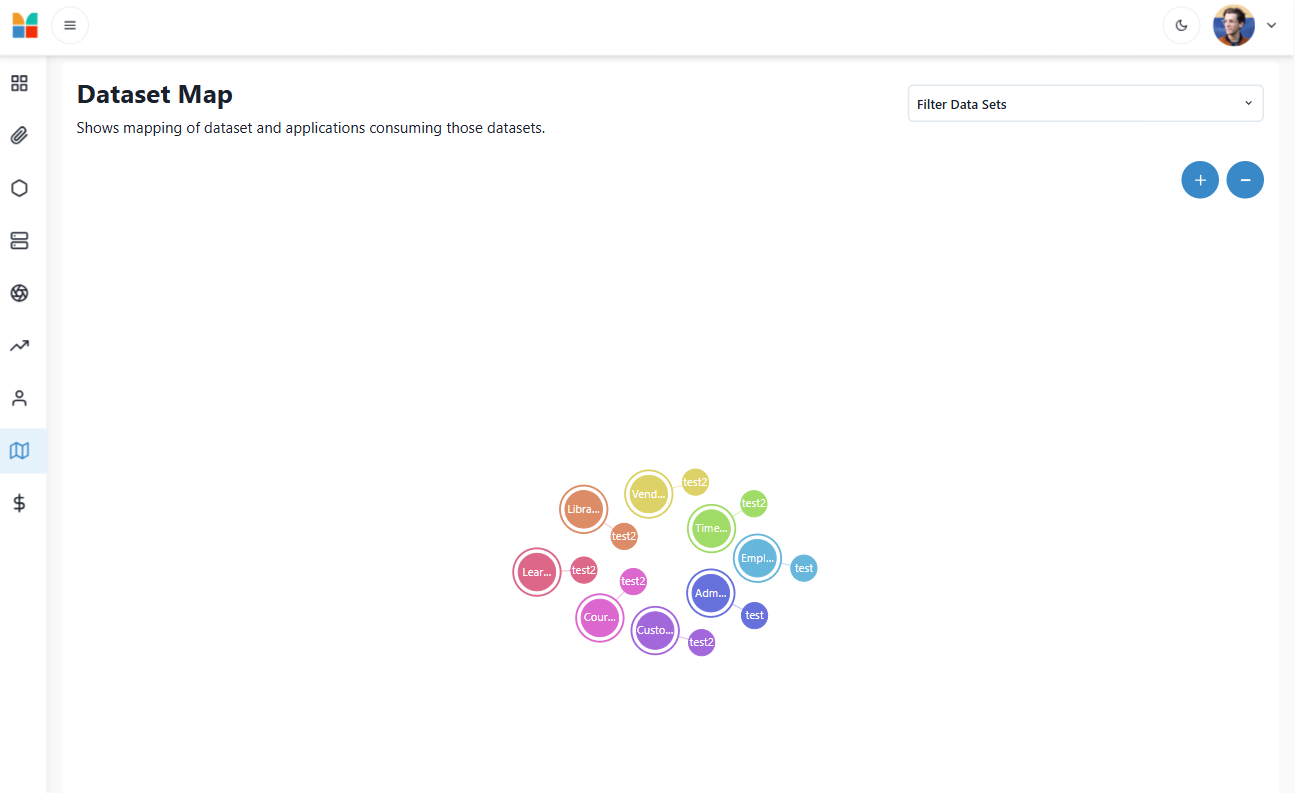 Dataset Map
Shows mapping of dataset and applications consuming those datasets.
Filter Data Sets
Vend...
test2
Libra...
test2
Time...
test2
Empl...
test
Lear...
test2
Adm...
test
Cour...
test2
Custo...
test2